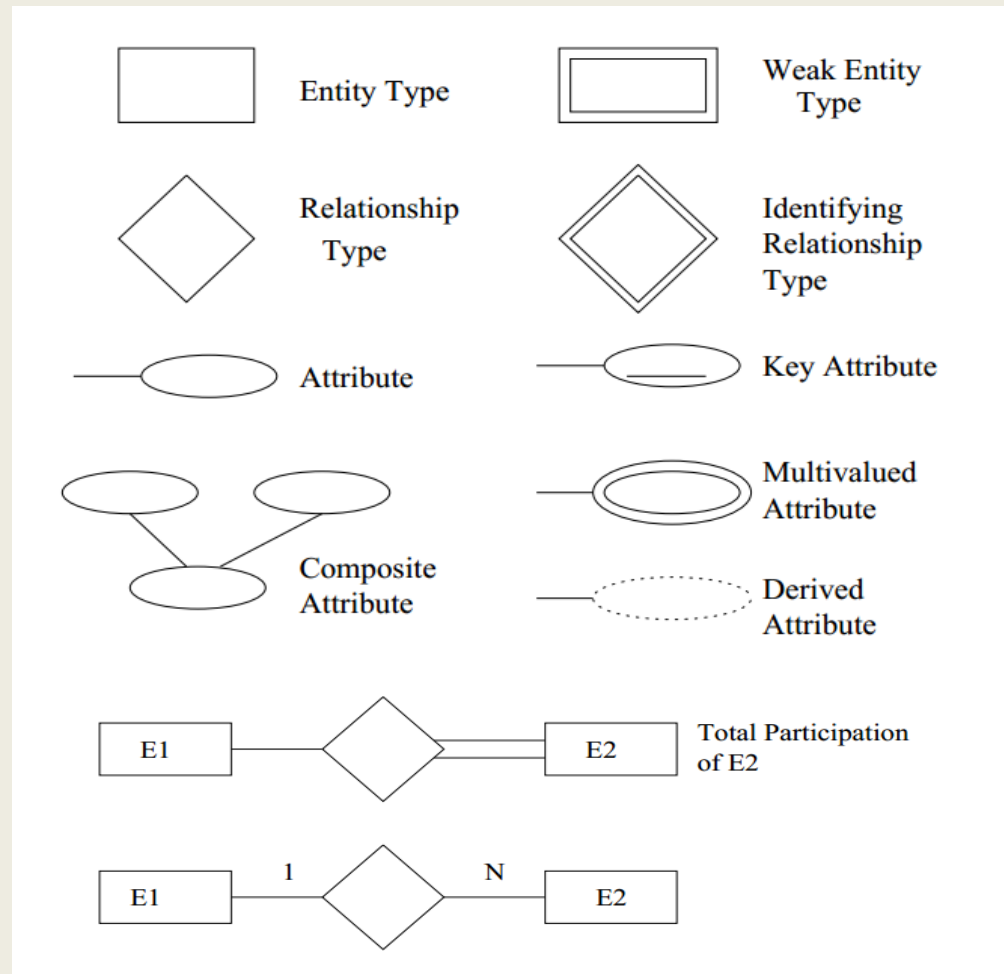 Entity Type
Weak Entity
Type
Relationship
Type
Identifying
Relationship
Type
Attribute
Key Attribute
Composite
Attribute
Multivalued
Attribute
Derived
Attribute
E1
E2
Total Participation
of E2
E1
1
N
E2